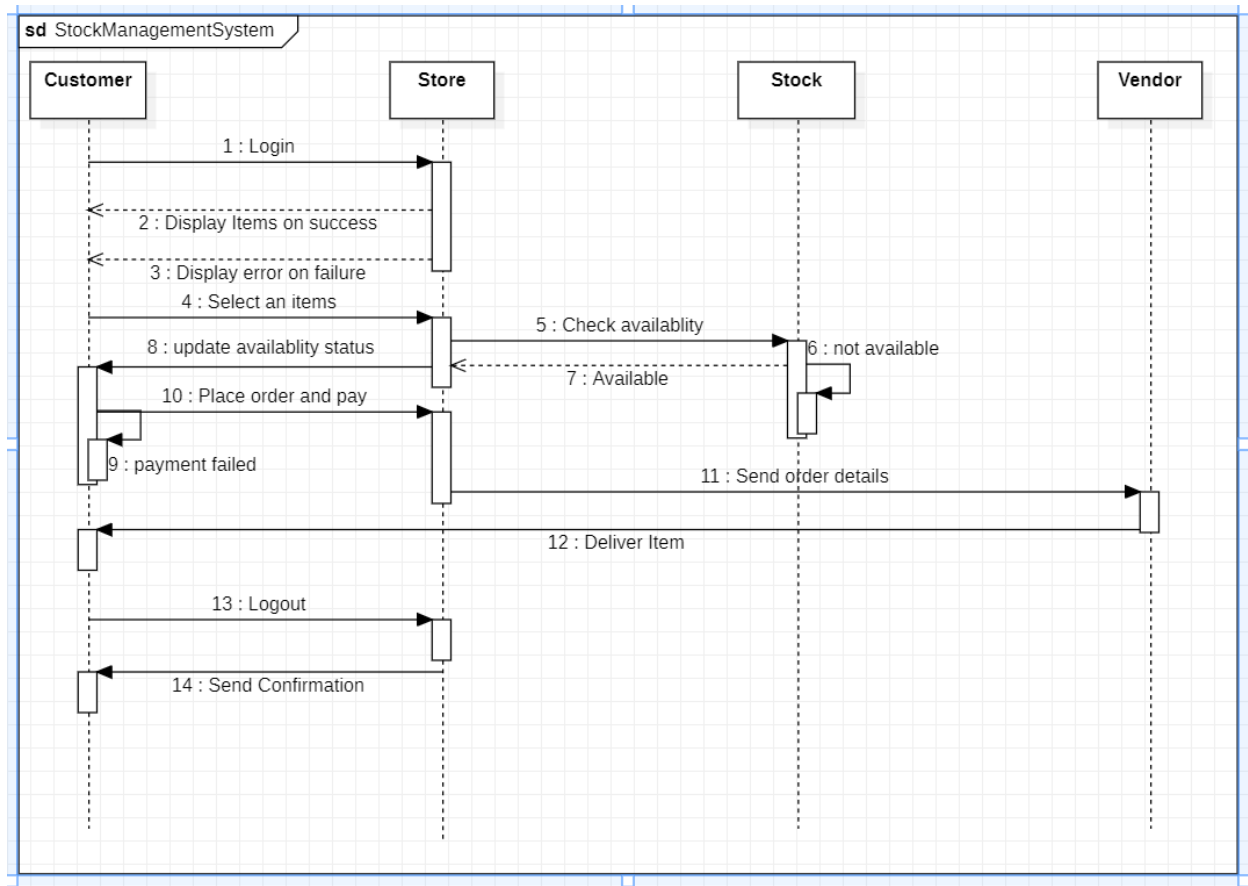 sd StockManagementSystem
Customer
Store
Stock
Vendor
1 : Login
2 : Display Items on success
3 : Display error on failure
4 : Select an items
5 : Check availablity
6 : not available
7 : Available
8 : update availablity status
10 : Place order and pay
9 : payment failed
11 : Send order details
12 : Deliver Item
13 : Logout
14 : Send Confirmation